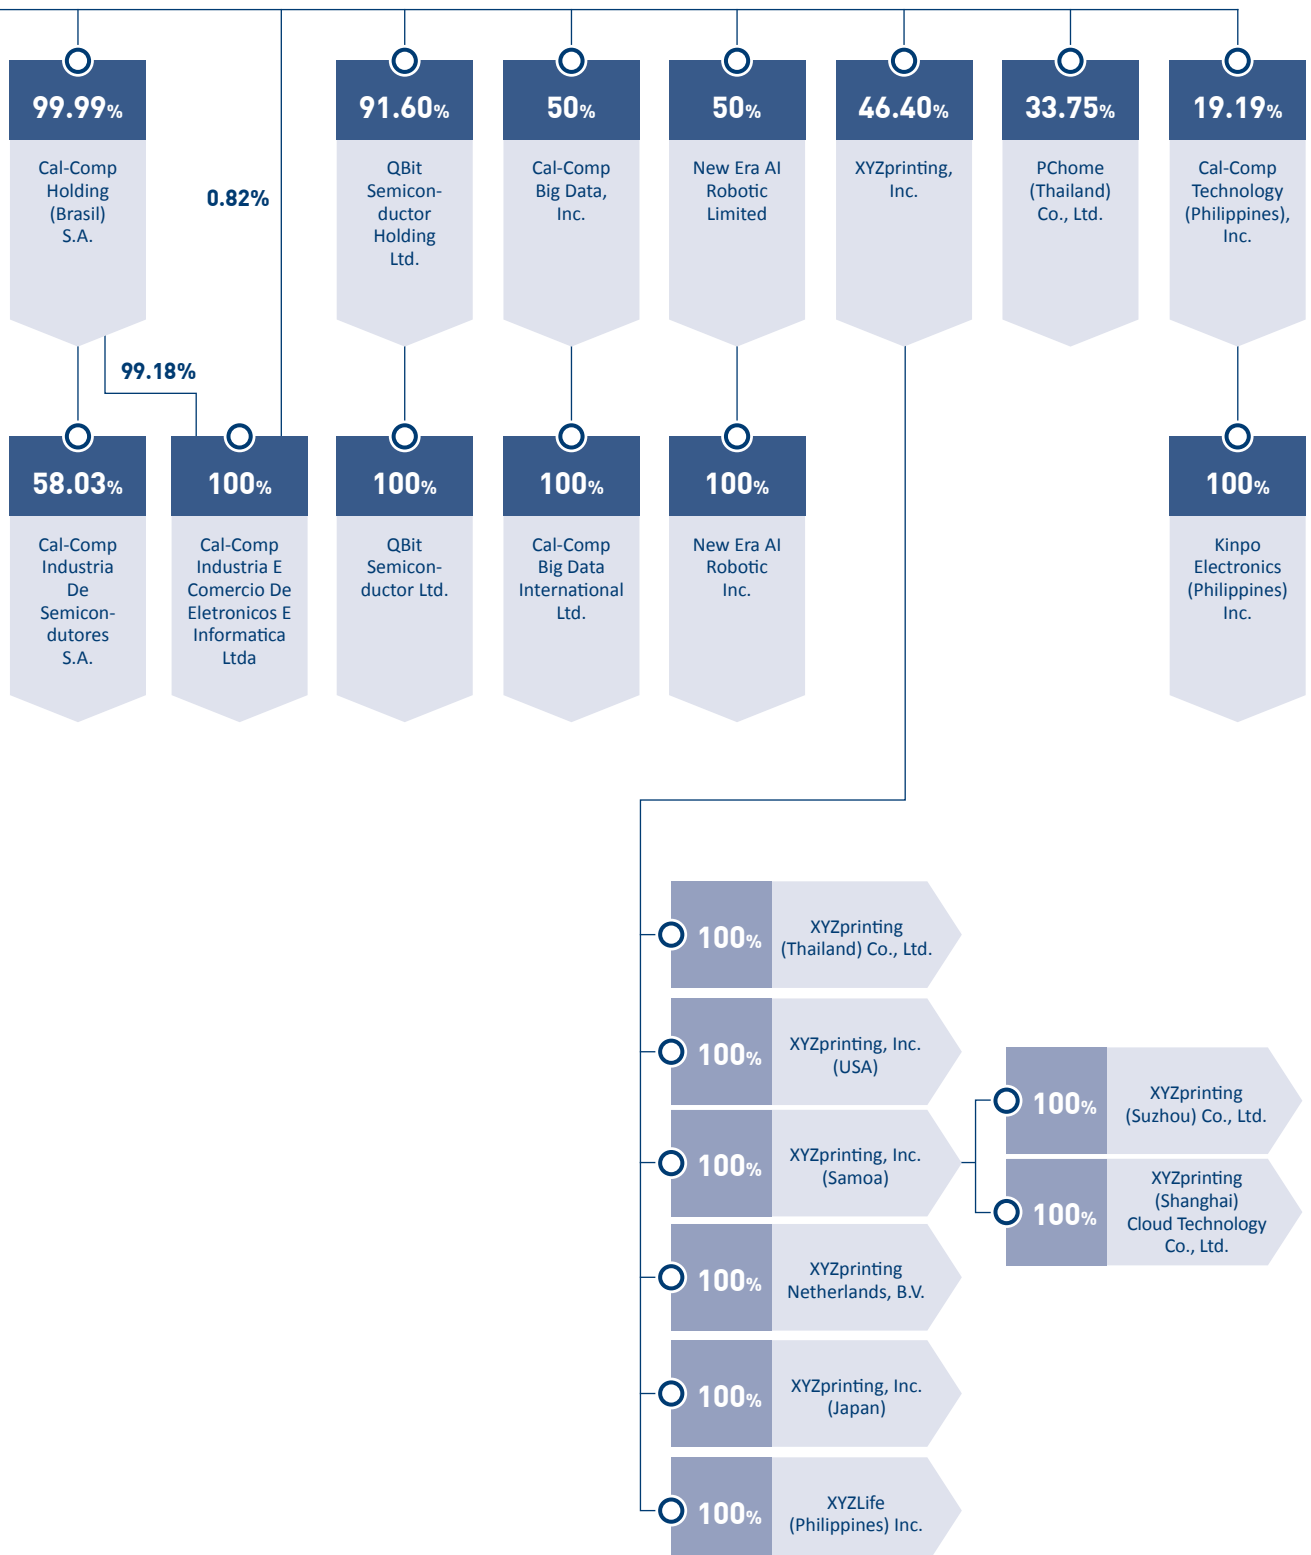 99.99%
Cal-Comp
Holding
(Brasil)
S.A.
0.82%
91.60%
QBit
Semicon-
ductor
Holding
Ltd.
50%
Cal-Comp
Big Data,
Inc.
50%
New Era AI
Robotic
Limited
46.40%
XYZprinting,
Inc.
33.75%
PChome
(Thailand)
Co., Ltd.
19.19%
Cal-Comp
Technology
(Philippines),
Inc.
99.18%
58.03%
Cal-Comp
Industria
De
Semicon-
dutores
S.A.
100%
Cal-Comp
Industria E
Comercio De
Eletronicos E
Informatica
Ltda
100%
QBit
Semicon-
ductor Ltd.
100%
Cal-Comp
Big Data
International
Ltd.
100%
New Era AI
Robotic
Inc.
100%
Kinpo
Electronics
(Philippines)
Inc.
100%
XYZprinting
(Thailand) Co., Ltd.
100%
XYZprinting, Inc.
(USA)
100%
XYZprinting, Inc.
(Samoa)
100%
XYZprinting
(Suzhou) Co., Ltd.
100%
XYZprinting
(Shanghai)
Cloud Technology
Co., Ltd.
100%
XYZprinting
Netherlands, B.V.
100%
XYZprinting, Inc.
(Japan)
100%
XYZLife
(Philippines) Inc.